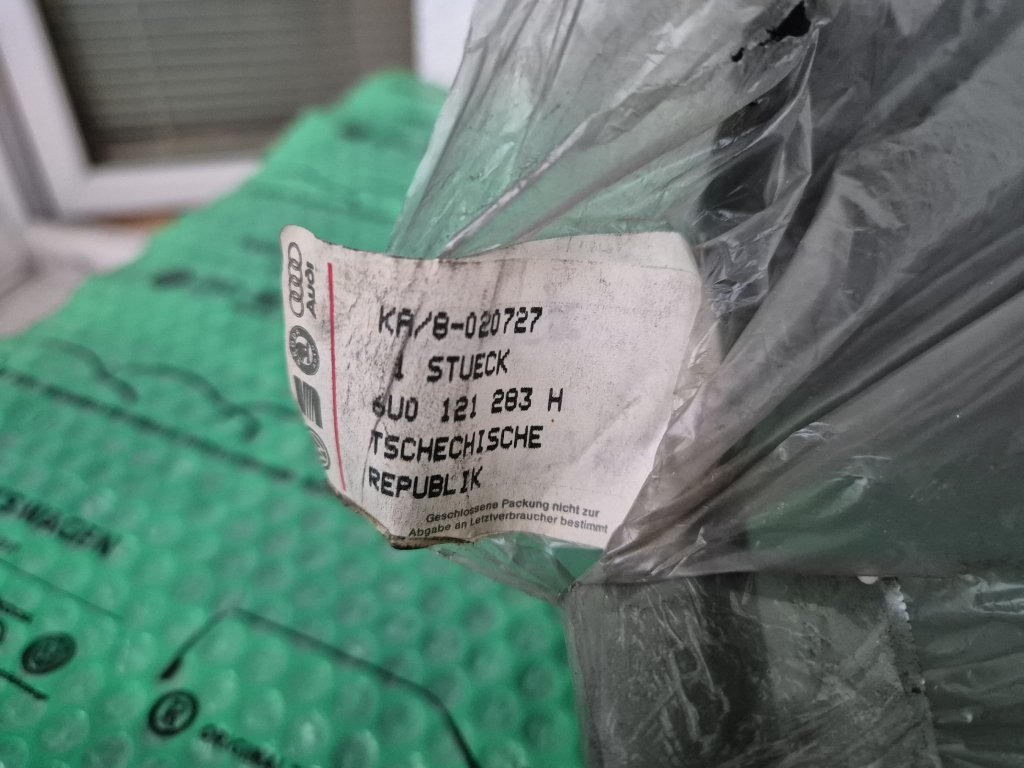 AUDI
KA/8-020727
1 STUECK
6U0 121 283 H
TSCHECHISCHE
REPUBLIK
Geschlossene Packung nicht zur
Abgabe an Letztverbraucher bestimmt